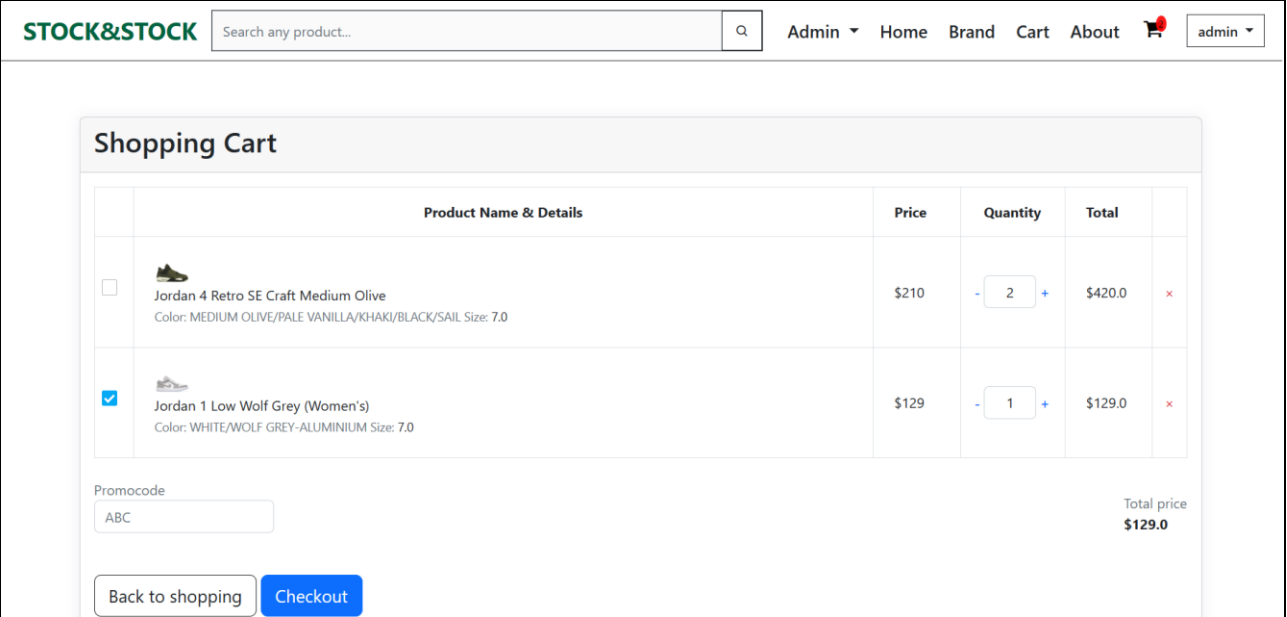 STOCK&STOCK Search any product... Admin Home Brand Cart About admin
Shopping Cart
Product Name & Details Price Quantity Total
Jordan 4 Retro SE Craft Medium Olive
Color: MEDIUM OLIVE/PALE VANILLA/KHAKI/BLACK/SAIL Size: 7.0
$210 - 2 + $420.0 ×
Jordan 1 Low Wolf Grey (Women's)
Color: WHITE/WOLF GREY-ALUMINIUM Size: 7.0
$129 - 1 + $129.0 ×
Promocode
ABC
Total price
$129.0
Back to shopping Checkout